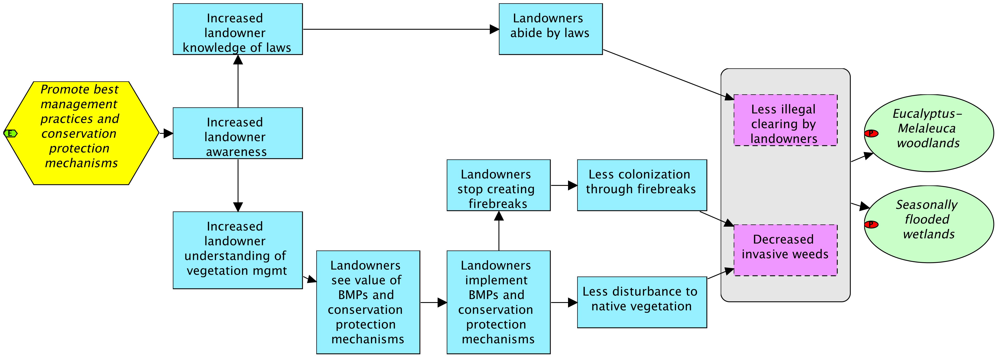 Increased
landowner
knowledge of laws
Landowners
abide by laws
Promote best
management
practices and
conservation
protection
mechanisms
E
Increased
landowner
awareness
Less illegal
clearing by
landowners
Eucalyptus-
Melaleuca
woodlands
P
Landowners
stop creating
firebreaks
Less colonization
through firebreaks
Seasonally
flooded
wetlands
P
Increased
landowner
understanding of
vegetation mgmt
Decreased
invasive weeds
Landowners
see value of
BMPs and
conservation
protection
mechanisms
Landowners
implement
BMPs and
conservation
protection
mechanisms
Less disturbance to
native vegetation